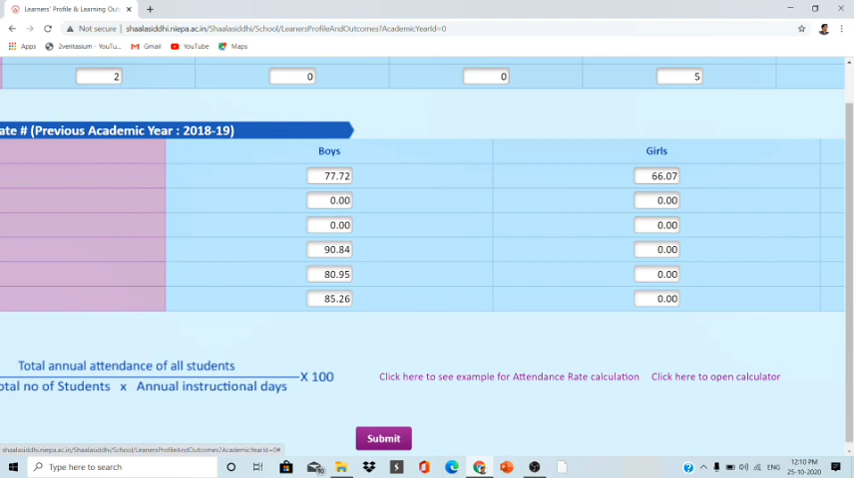 Learners' Profile & Learning Out
Not secure | shaalasiddhi.niepa.ac.in/Shaalasiddhi/School/LeanersProfileAndOutcomes?AcademicYearId=0
Apps 2veritasium - YouTu... Gmail YouTube Maps
2 0 0 5
ate # (Previous Academic Year : 2018-19)
Boys Girls
77.72 66.07
0.00 0.00
0.00 0.00
90.84 0.00
80.95 0.00
85.26 0.00
Total annual attendance of all students
X 100 Click here to see example for Attendance Rate calculation Click here to open calculator
otal no of Students x Annual instructional days
Submit
shaalasiddhi.niepa.ac.in/Shaalasiddhi/School/LeanersProfileAndOutcomes?AcademicYearId=0#
Type here to search
ENG
12:10 PM
25-10-2020